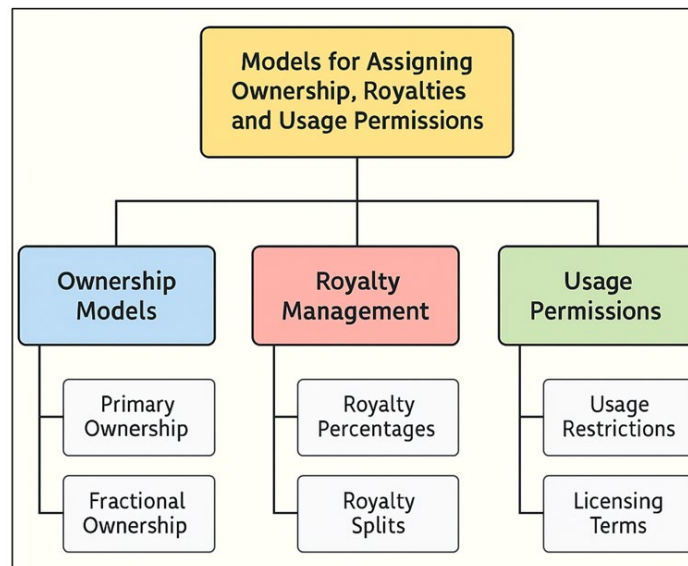 Models for Assigning
Ownership, Royalties
and Usage Permissions
Ownership
Models
Royalty
Management
Usage
Permissions
Primary
Ownership
Royalty
Percentages
Usage
Restrictions
Fractional
Ownership
Royalty
Splits
Licensing
Terms